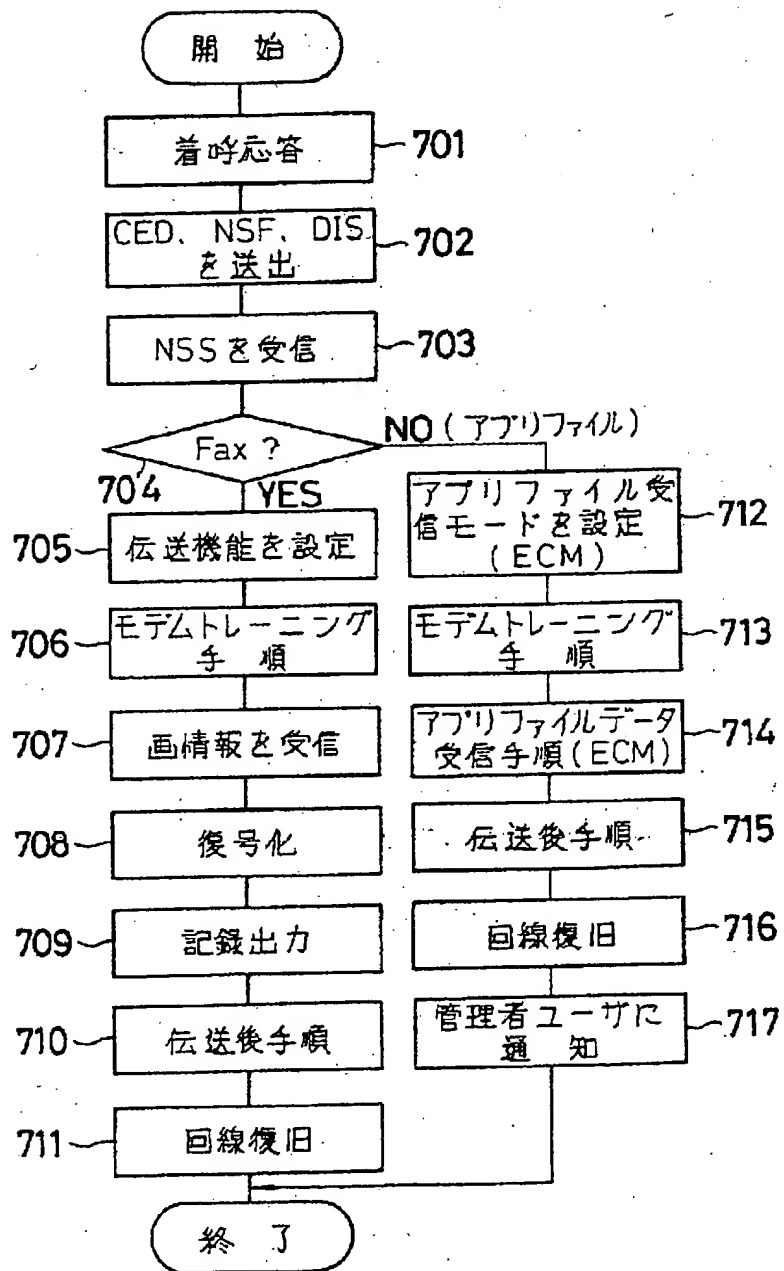 開始
着呼応答
701
CED、NSF、DIS
を送出
702
NSSを受信
703
Fax？
704
NO（アプリファイル）
YES
伝送機能を設定
705
モデムトレーニング
手順
706
画情報を受信
707
復号化
708
記録出力
709
伝送後手順
710
回線復旧
711
アプリファイル受
信モードを設定
（ECM）
712
モデムトレーニング
手順
713
アプリファイルデータ
受信手順（ECM）
714
伝送後手順
715
回線復旧
716
管理者ユーザに
通知
717
終了